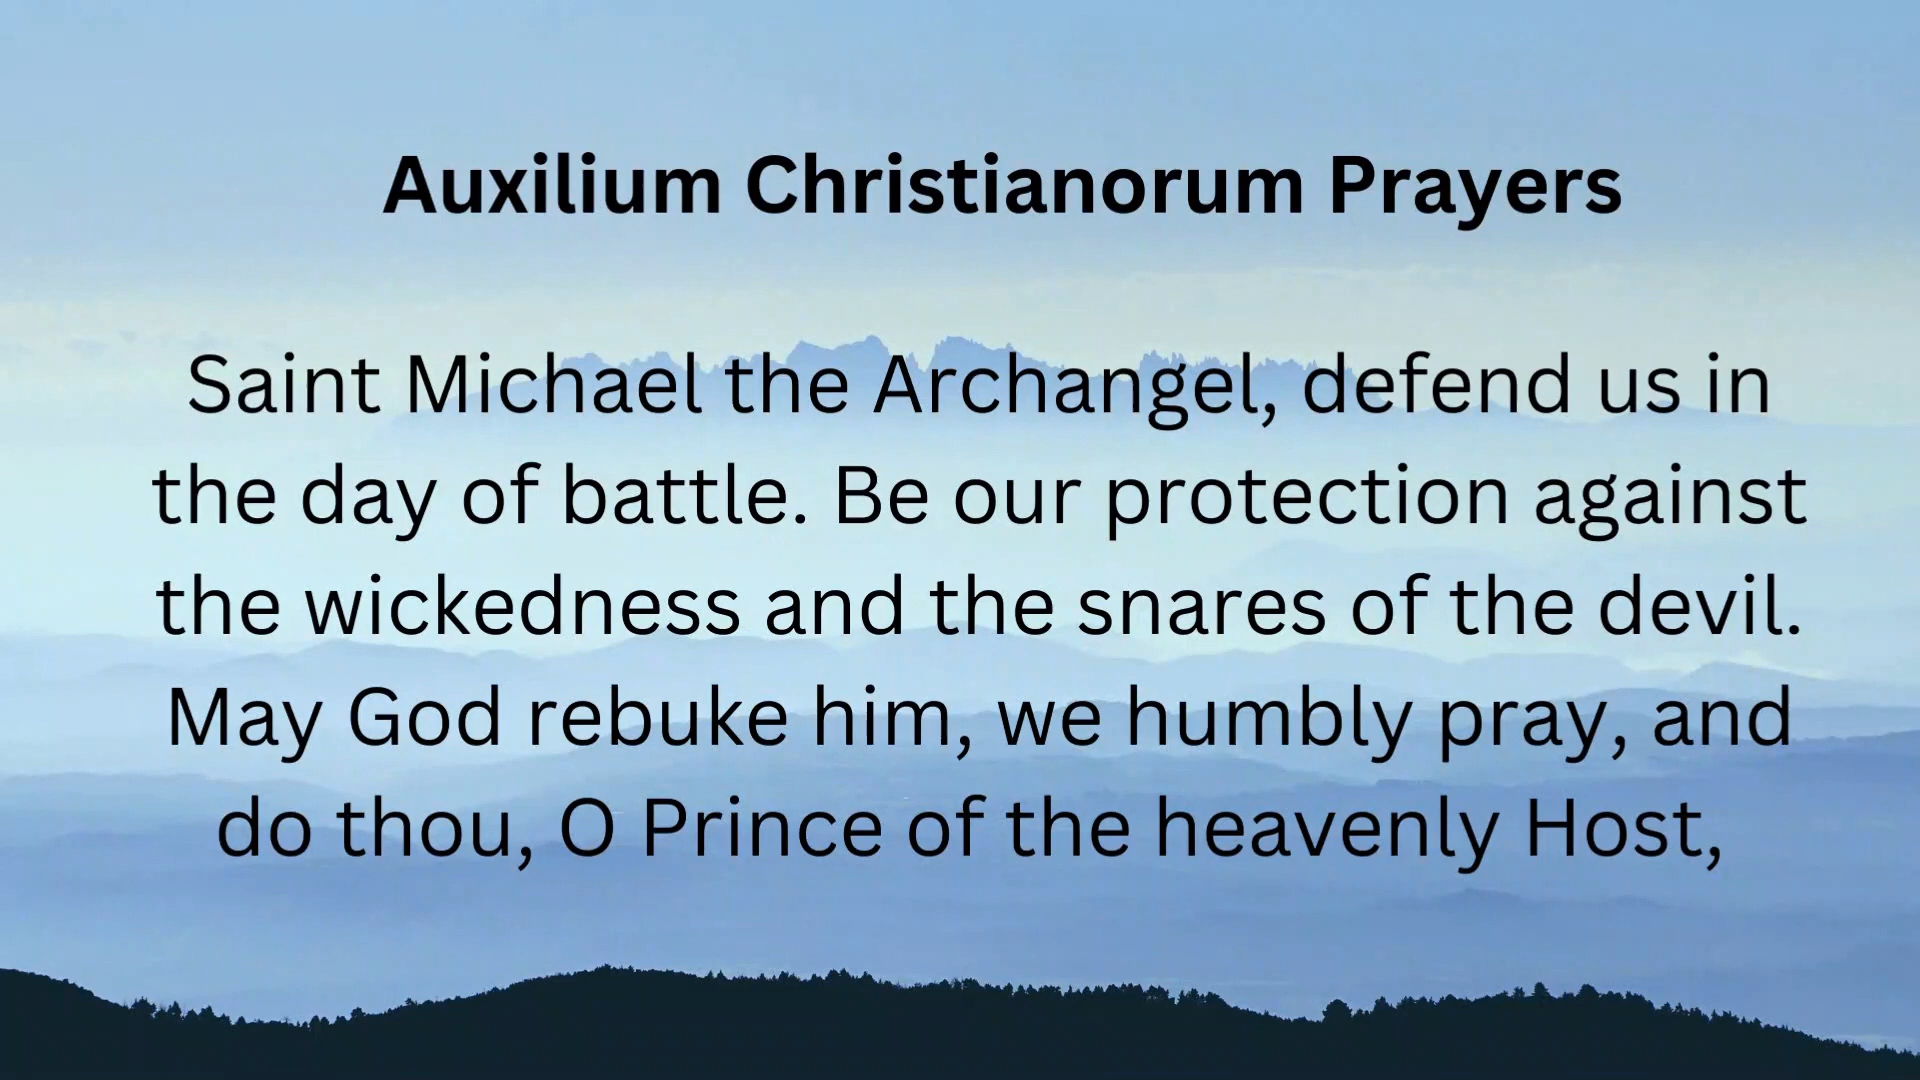 Auxilium Christianorum Prayers
Saint Michael the Archangel, defend us in
the day of battle. Be our protection against
the wickedness and the snares of the devil.
May God rebuke him, we humbly pray, and
do thou, O Prince of the heavenly Host,